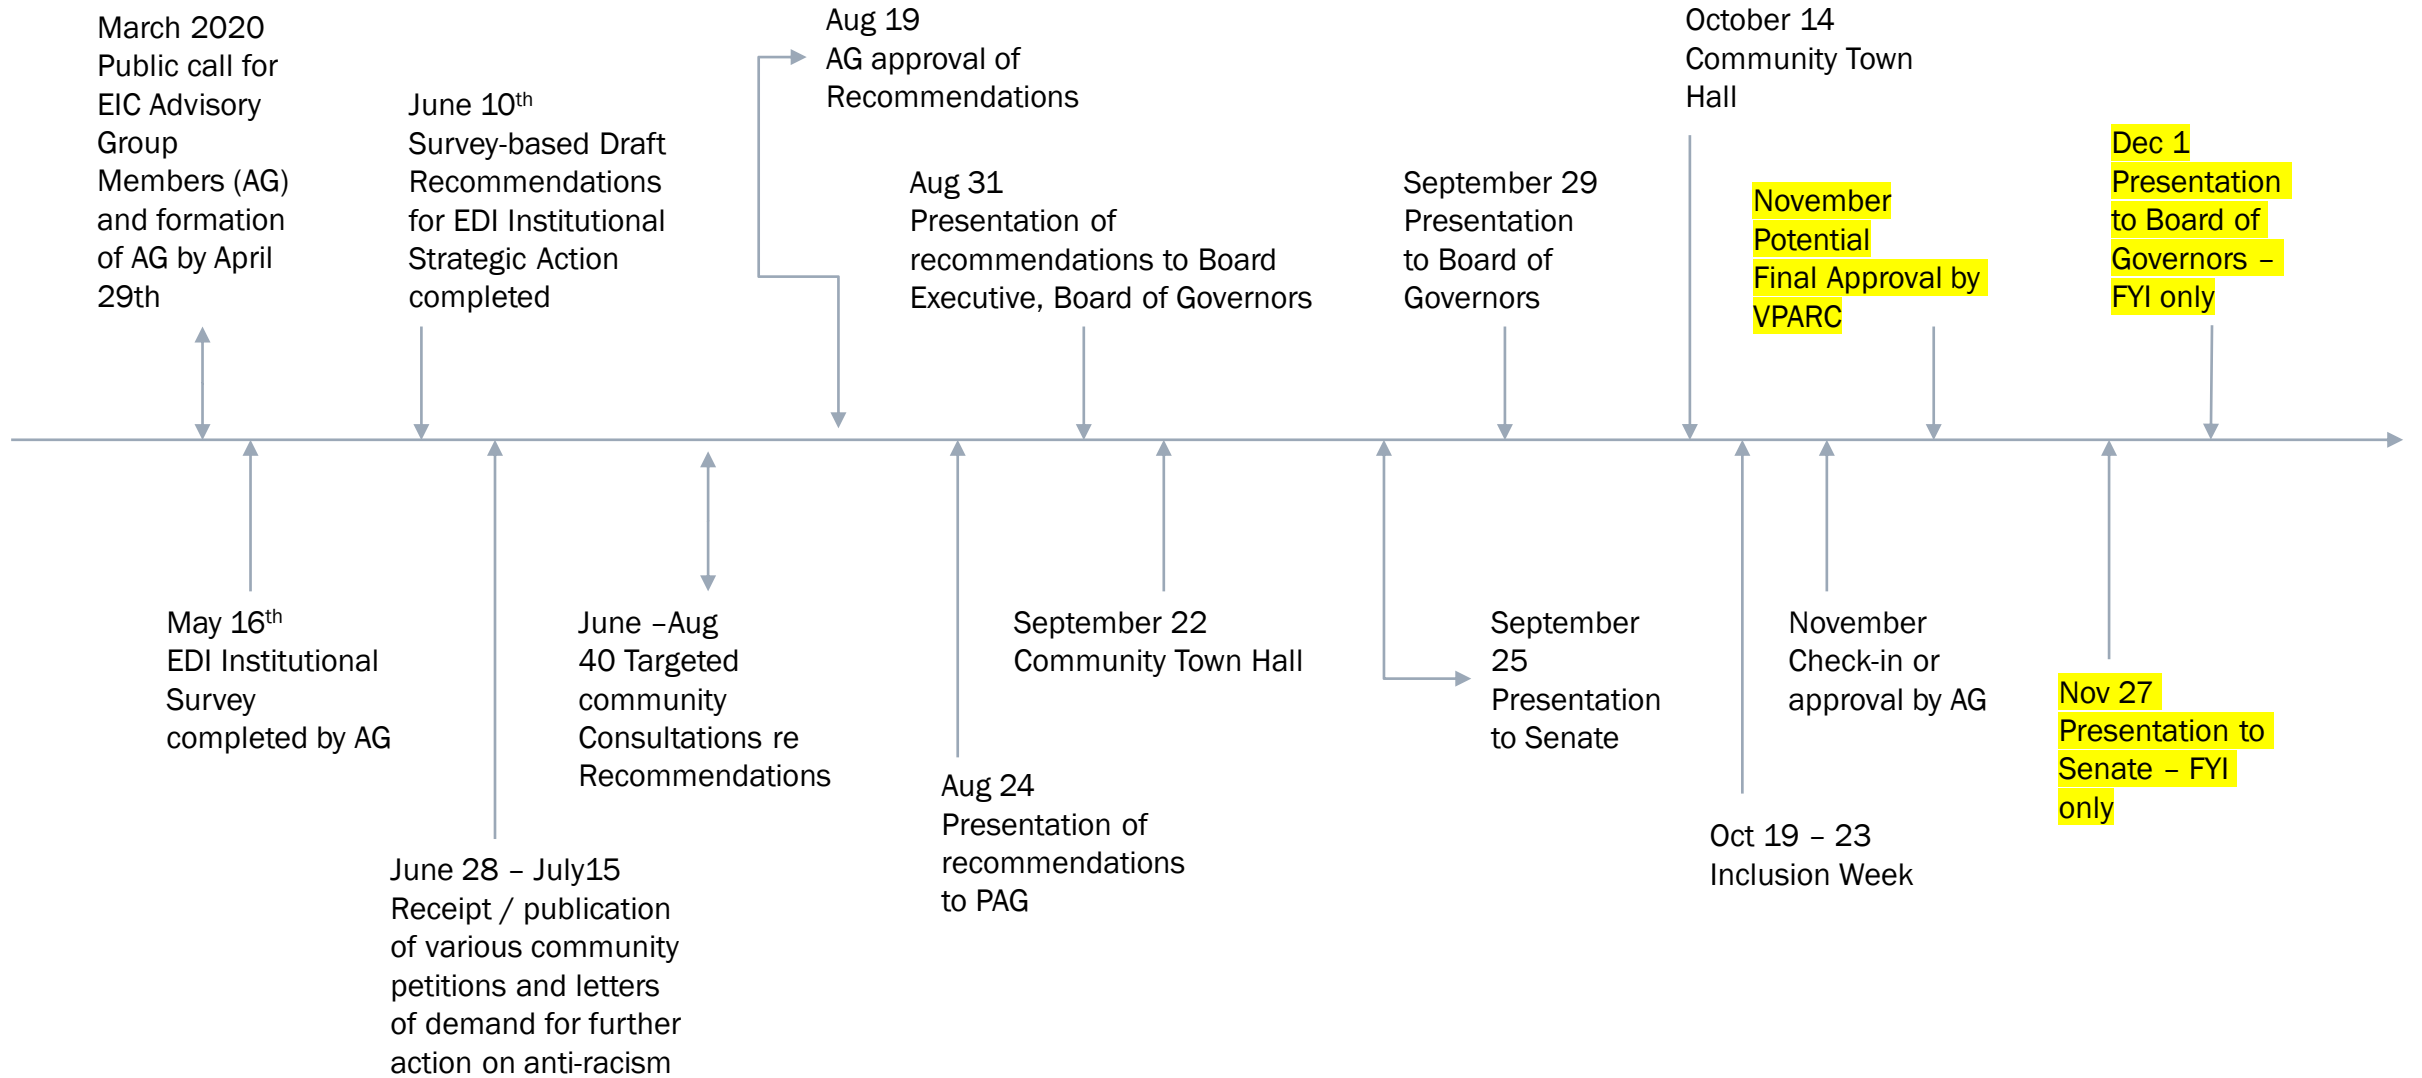 March 2020
Public call for
EIC Advisory
Group
Members (AG)
and formation
of AG by April
29th
June 10th
Survey-based Draft
Recommendations
for EDI Institutional
Strategic Action
completed
Aug 19
AG approval of
Recommendations
Aug 31
Presentation of
recommendations to Board
Executive, Board of Governors
September 29
Presentation
to Board of
Governors
October 14
Community Town
Hall
November
Potential
Final Approval by
VPARC
Dec 1
Presentation
to Board of
Governors –
FYI only
May 16th
EDI Institutional
Survey
completed by AG
June 28 – July15
Receipt / publication
of various community
petitions and letters
of demand for further
action on anti-racism
June –Aug
40 Targeted
community
Consultations re
Recommendations
Aug 24
Presentation of
recommendations
to PAG
September 22
Community Town Hall
September
25
Presentation
to Senate
Oct 19 – 23
Inclusion Week
November
Check-in or
approval by AG
Nov 27
Presentation to
Senate – FYI
only